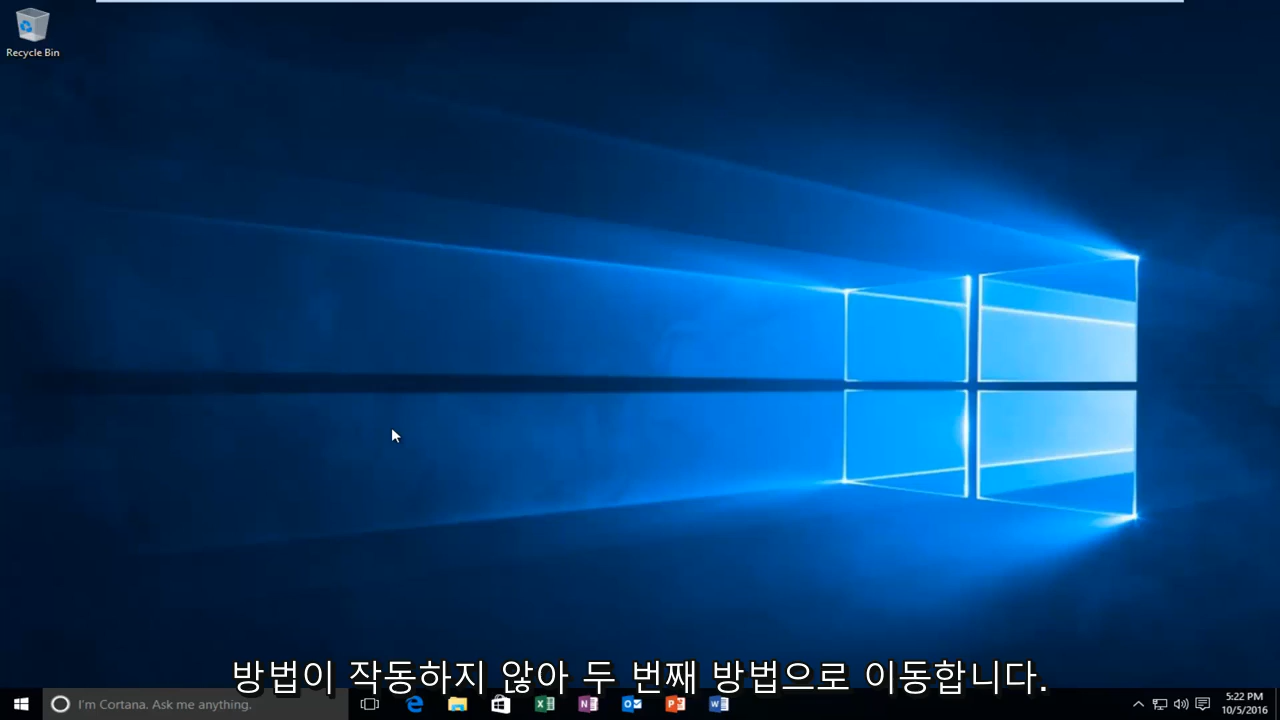 Recycle Bin
방법이 작동하지 않아 두 번째 방법으로 이동합니다.
I'm Cortana. Ask me anything.
5:22 PM
10/5/2016